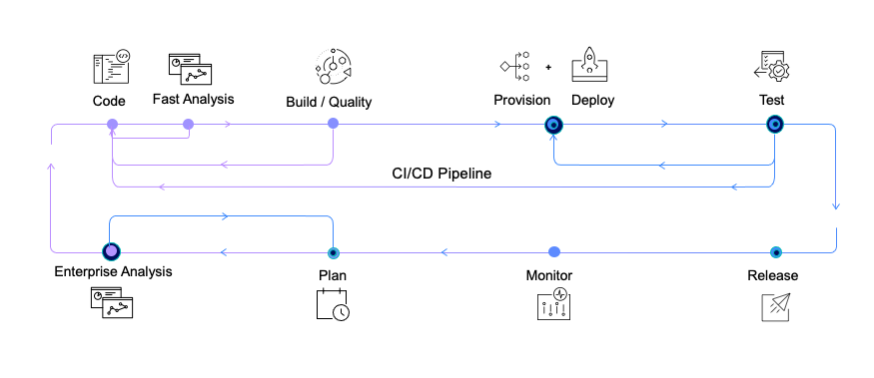 Code
Fast Analysis
Build / Quality
Provision + Deploy
Test
CI/CD Pipeline
Enterprise Analysis
Plan
Monitor
Release